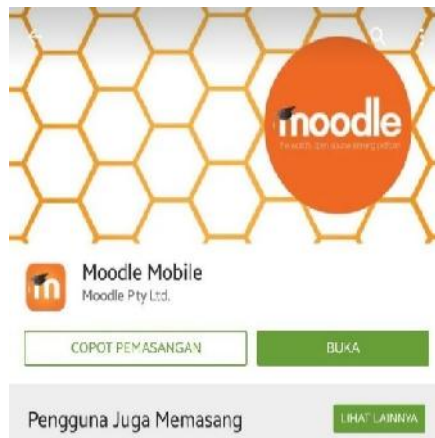 moodle
Moodle Mobile
Moodle Pty Ltd.
COPOT PEMASANGAN
BUKA
Pengguna Juga Memasang
LIHAT LAINNYA